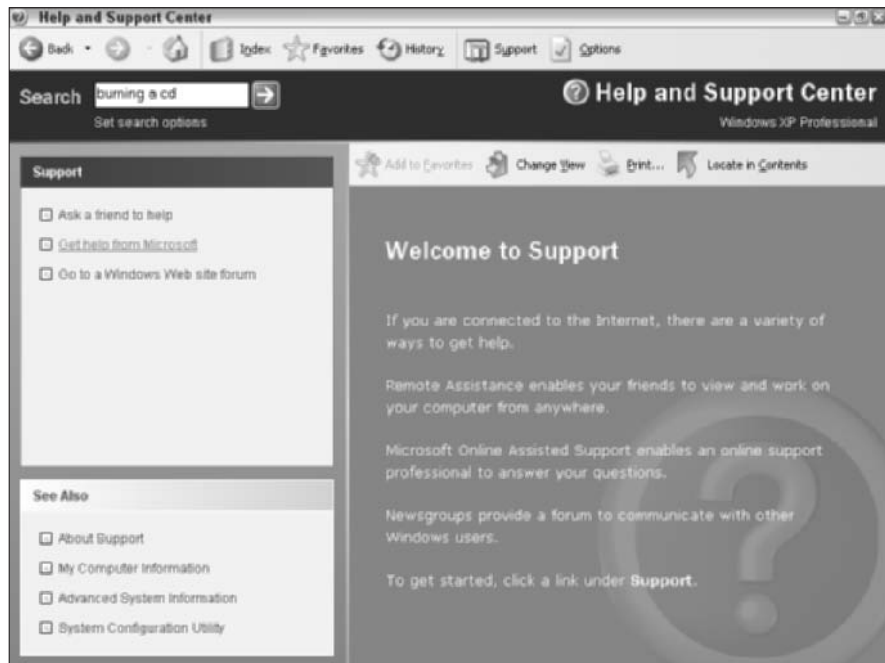 Help and Support Center
Back Index Favorites History Support Options
Search burning a cd Help and Support Center
Set search options Windows XP Professional
Support
Add to Favorites Change View Print... Locate in Contents
Ask a friend to help
Get help from Microsoft
Go to a Windows Web site forum
Welcome to Support
If you are connected to the Internet, there are a variety of
ways to get help.
Remote Assistance enables your friends to view and work on
your computer from anywhere.
Microsoft Online Assisted Support enables an online support
professional to answer your questions.
Newsgroups provide a forum to communicate with other
Windows users.
To get started, click a link under Support.
See Also
About Support
My Computer Information
Advanced System Information
System Configuration Utility